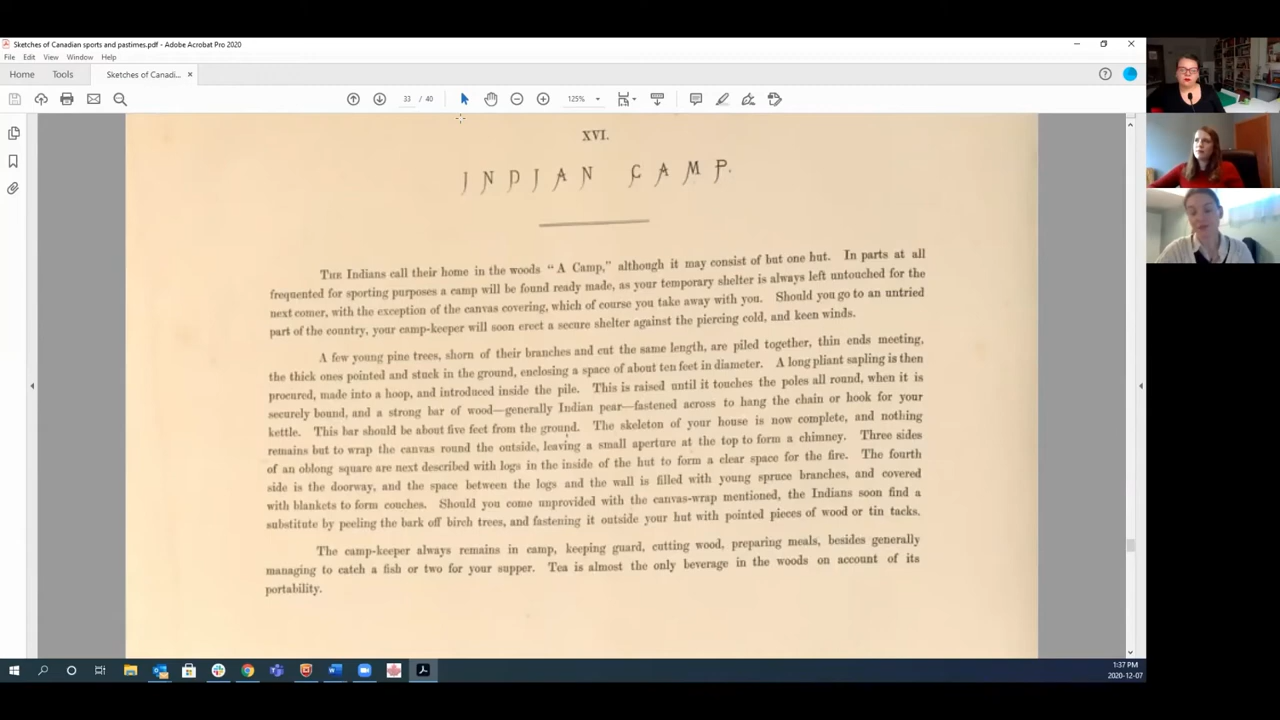 Sketches of Canadian sports and pastimes.pdf - Adobe Acrobat Pro 2020
File Edit View Window Help
Home Tools Sketches of Canadi...
33 / 40 125%
XVI.
INDIAN CAMP.
THE Indians call their home in the woods "A Camp," although it may consist of but one hut. In parts at all
frequented for sporting purposes a camp will be found ready made, as your temporary shelter is always left untouched for the
next comer, with the exception of the canvas covering, which of course you take away with you. Should you go to an untried
part of the country, your camp-keeper will soon erect a secure shelter against the piercing cold, and keen winds.
A few young pine trees, shorn of their branches and cut the same length, are piled together, thin ends meeting,
the thick ones pointed and stuck in the ground, enclosing a space of about ten feet in diameter. A long pliant sapling is then
procured, made into a hoop, and introduced inside the pile. This is raised until it touches the poles all round, when it is
securely bound, and a strong bar of wood—generally Indian pear—fastened across to hang the chain or hook for your
kettle. This bar should be about five feet from the ground. The skeleton of your house is now complete, and nothing
remains but to wrap the canvas round the outside, leaving a small aperture at the top to form a chimney. Three sides
of an oblong square are next described with logs in the inside of the hut to form a clear space for the fire. The fourth
side is the doorway, and the space between the logs and the wall is filled with young spruce branches, and covered
with blankets to form couches. Should you come unprovided with the canvas-wrap mentioned, the Indians soon find a
substitute by peeling the bark off birch trees, and fastening it outside your hut with pointed pieces of wood or tin tacks.
The camp-keeper always remains in camp, keeping guard, cutting wood, preparing meals, besides generally
managing to catch a fish or two for your supper. Tea is almost the only beverage in the woods on account of its
portability.
1:37 PM
2020-12-07